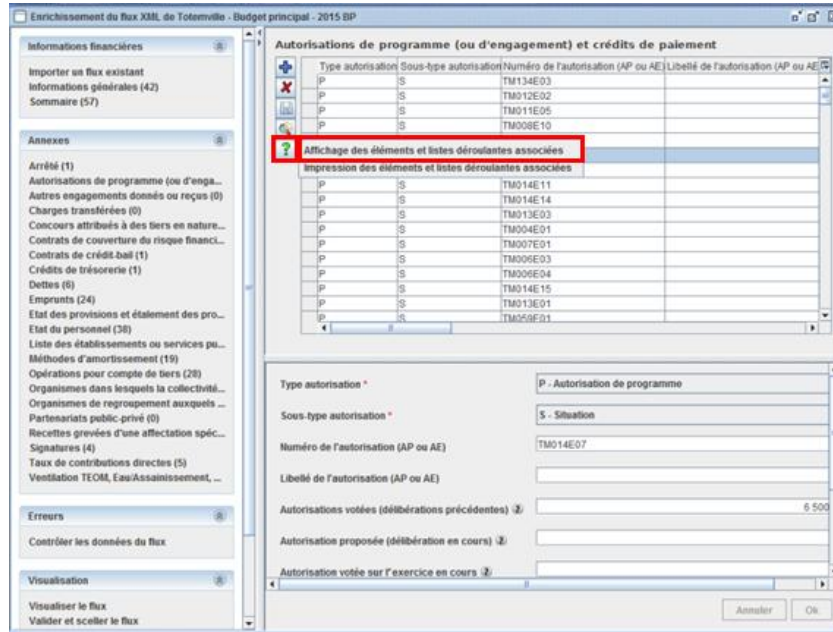 Enrichissement du flux XML de Totemville - Budget principal - 2015 BP
Informations financières
Importer un flux existant
Informations générales (42)
Sommaire (57)
Annexes
Arrêté (1)
Autorisations de programme (ou d'enga...
Autres engagements donnés ou reçus (0)
Charges transférées (0)
Concours attribués à des tiers en nature...
Contrats de couverture du risque financi...
Contrats de crédit-bail (1)
Crédits de trésorerie (1)
Dettes (6)
Emprunts (24)
Etat des provisions et étalement des pro...
Etat du personnel (38)
Liste des établissements ou services pu...
Méthodes d'amortissement (19)
Opérations pour compte de tiers (28)
Organismes dans lesquels la collectivité...
Organismes de regroupement auxquels ...
Partenariats public-privé (0)
Recettes grevées d'une affectation spéc...
Signatures (4)
Taux de contributions directes (5)
Ventilation TEOM, Eau/Assainissement, ...
Erreurs
Contrôler les données du flux
Visualisation
Visualiser le flux
Valider et sceller le flux
Autorisations de programme (ou d'engagement) et crédits de paiement
Type autorisation Sous-type autorisation Numéro de l'autorisation (AP ou AE) Libellé de l'autorisation (AP ou AE
P S TM134E03
P S TM012E02
P S TM011E05
P S TM008E10
? Affichage des éléments et listes déroulantes associées
Impression des éléments et listes déroulantes associées
P S TM014E11
P S TM014E14
P S TM013E03
P S TM004E01
P S TM007E01
P S TM006E03
P S TM006E04
P S TM014E15
P S TM013E01
P S TM059E01
Type autorisation * P - Autorisation de programme
Sous-type autorisation * S - Situation
Numéro de l'autorisation (AP ou AE) TM014E07
Libellé de l'autorisation (AP ou AE)
Autorisations votées (délibérations précédentes) 2 6 500
Autorisation proposée (délibération en cours) 2
Autorisation votée sur l'exercice en cours 2
Annuler Ok